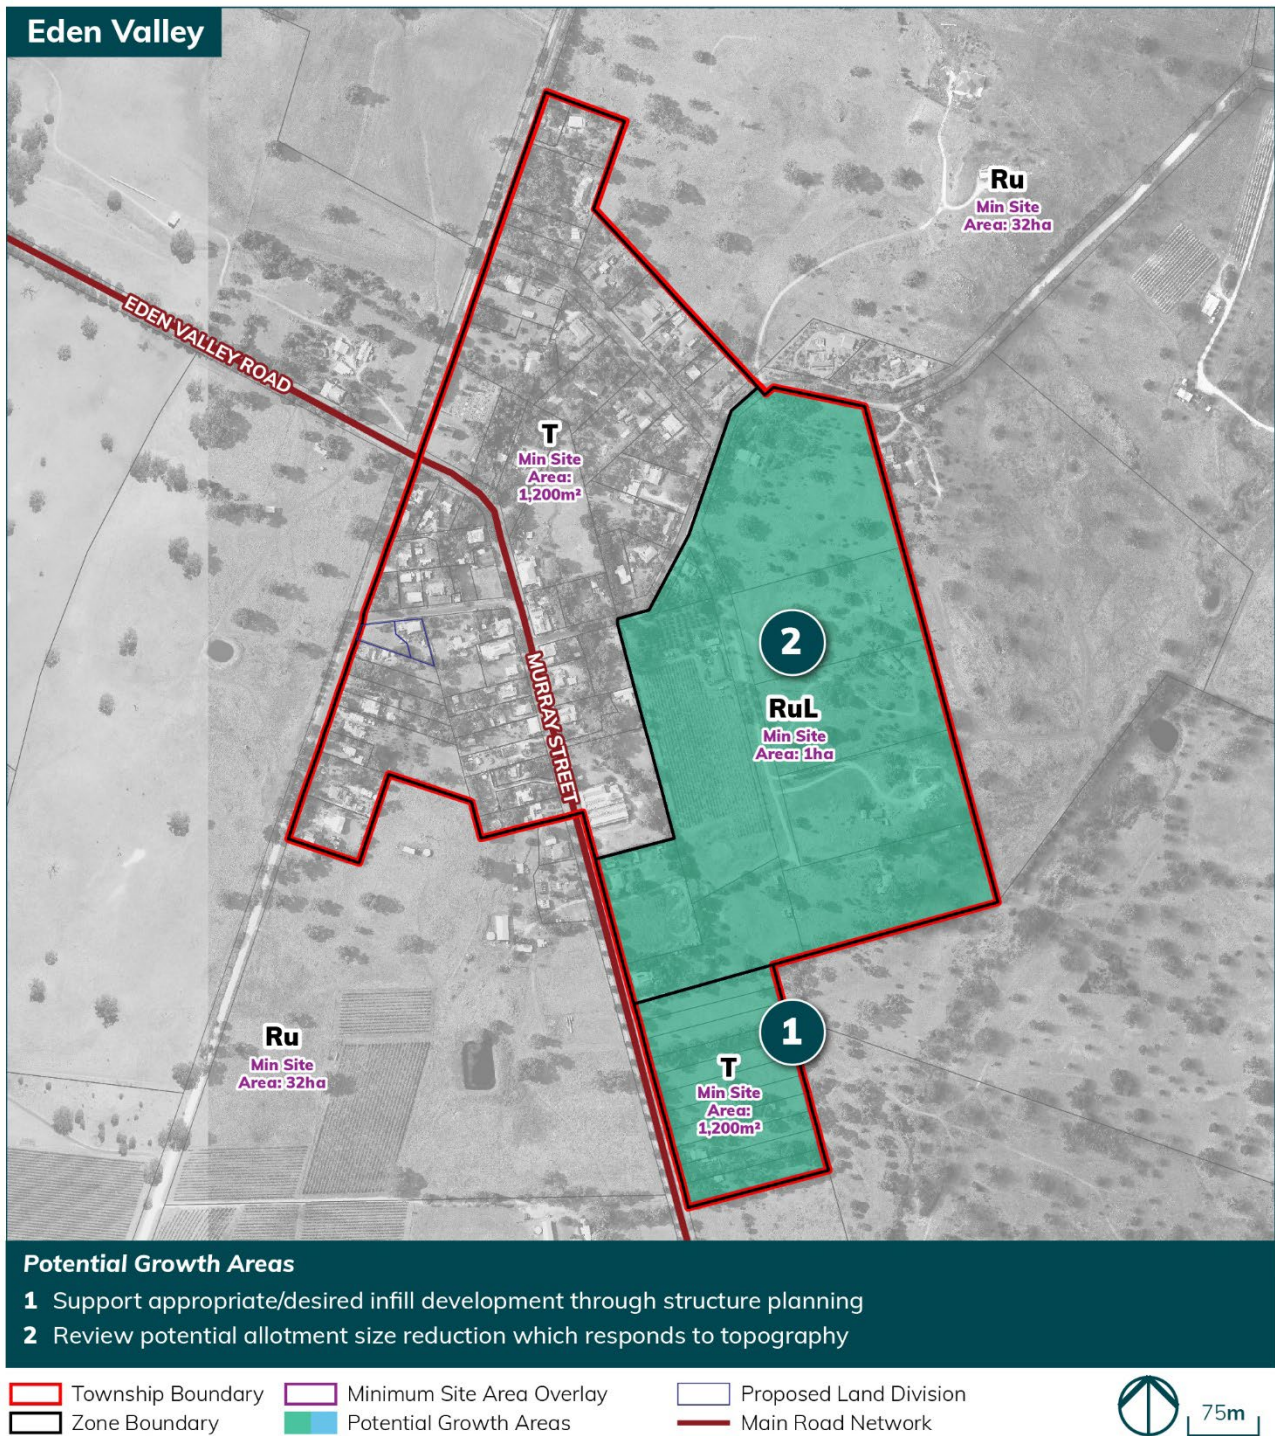 Eden Valley
Ru
Min Site
Area: 32ha
EDEN VALLEY ROAD
T
Min Site
Area:
1,200m²
2
MURRAY STREET
RuL
Min Site
Area: 1ha
Ru
Min Site
Area: 32ha
1
T
Min Site
Area:
1,200m²
Potential Growth Areas
1 Support appropriate/desired infill development through structure planning
2 Review potential allotment size reduction which responds to topography
Township Boundary
Minimum Site Area Overlay
Proposed Land Division
Zone Boundary
Potential Growth Areas
Main Road Network
75m